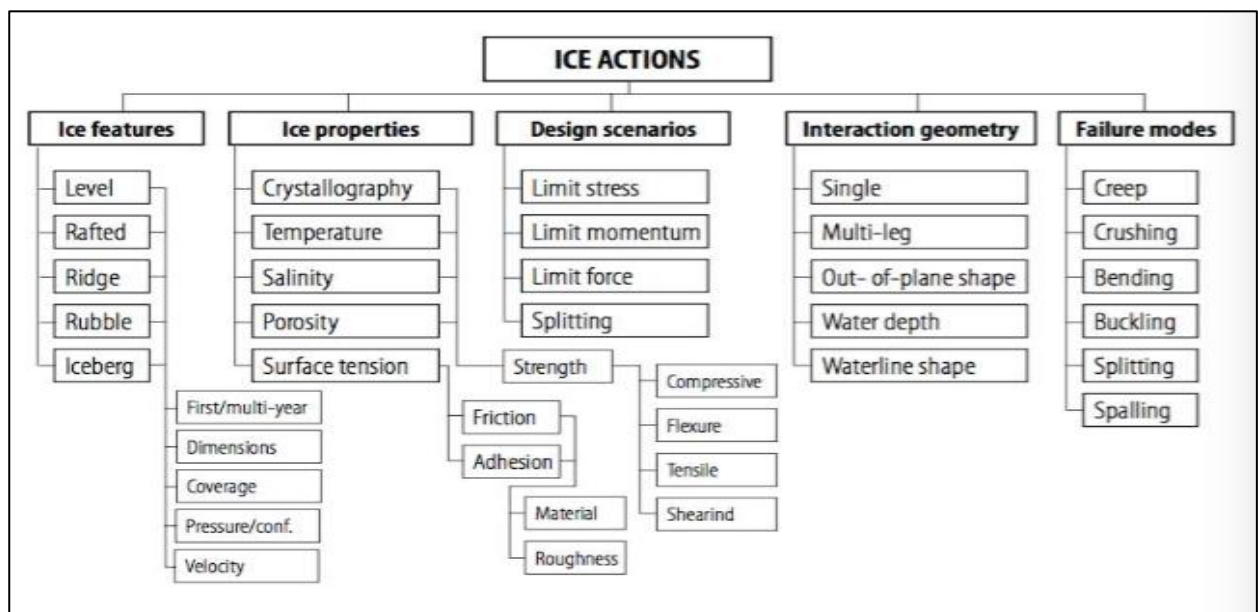 ICE ACTIONS
Ice features
Ice properties
Design scenarios
Interaction geometry
Failure modes
Level
Rafted
Ridge
Rubble
Iceberg
First/multi-year
Dimensions
Coverage
Pressure/conf.
Velocity
Crystallography
Temperature
Salinity
Porosity
Surface tension
Friction
Adhesion
Material
Roughness
Strength
Compressive
Flexure
Tensile
Shearind
Limit stress
Limit momentum
Limit force
Splitting
Single
Multi-leg
Out- of-plane shape
Water depth
Waterline shape
Creep
Crushing
Bending
Buckling
Splitting
Spalling